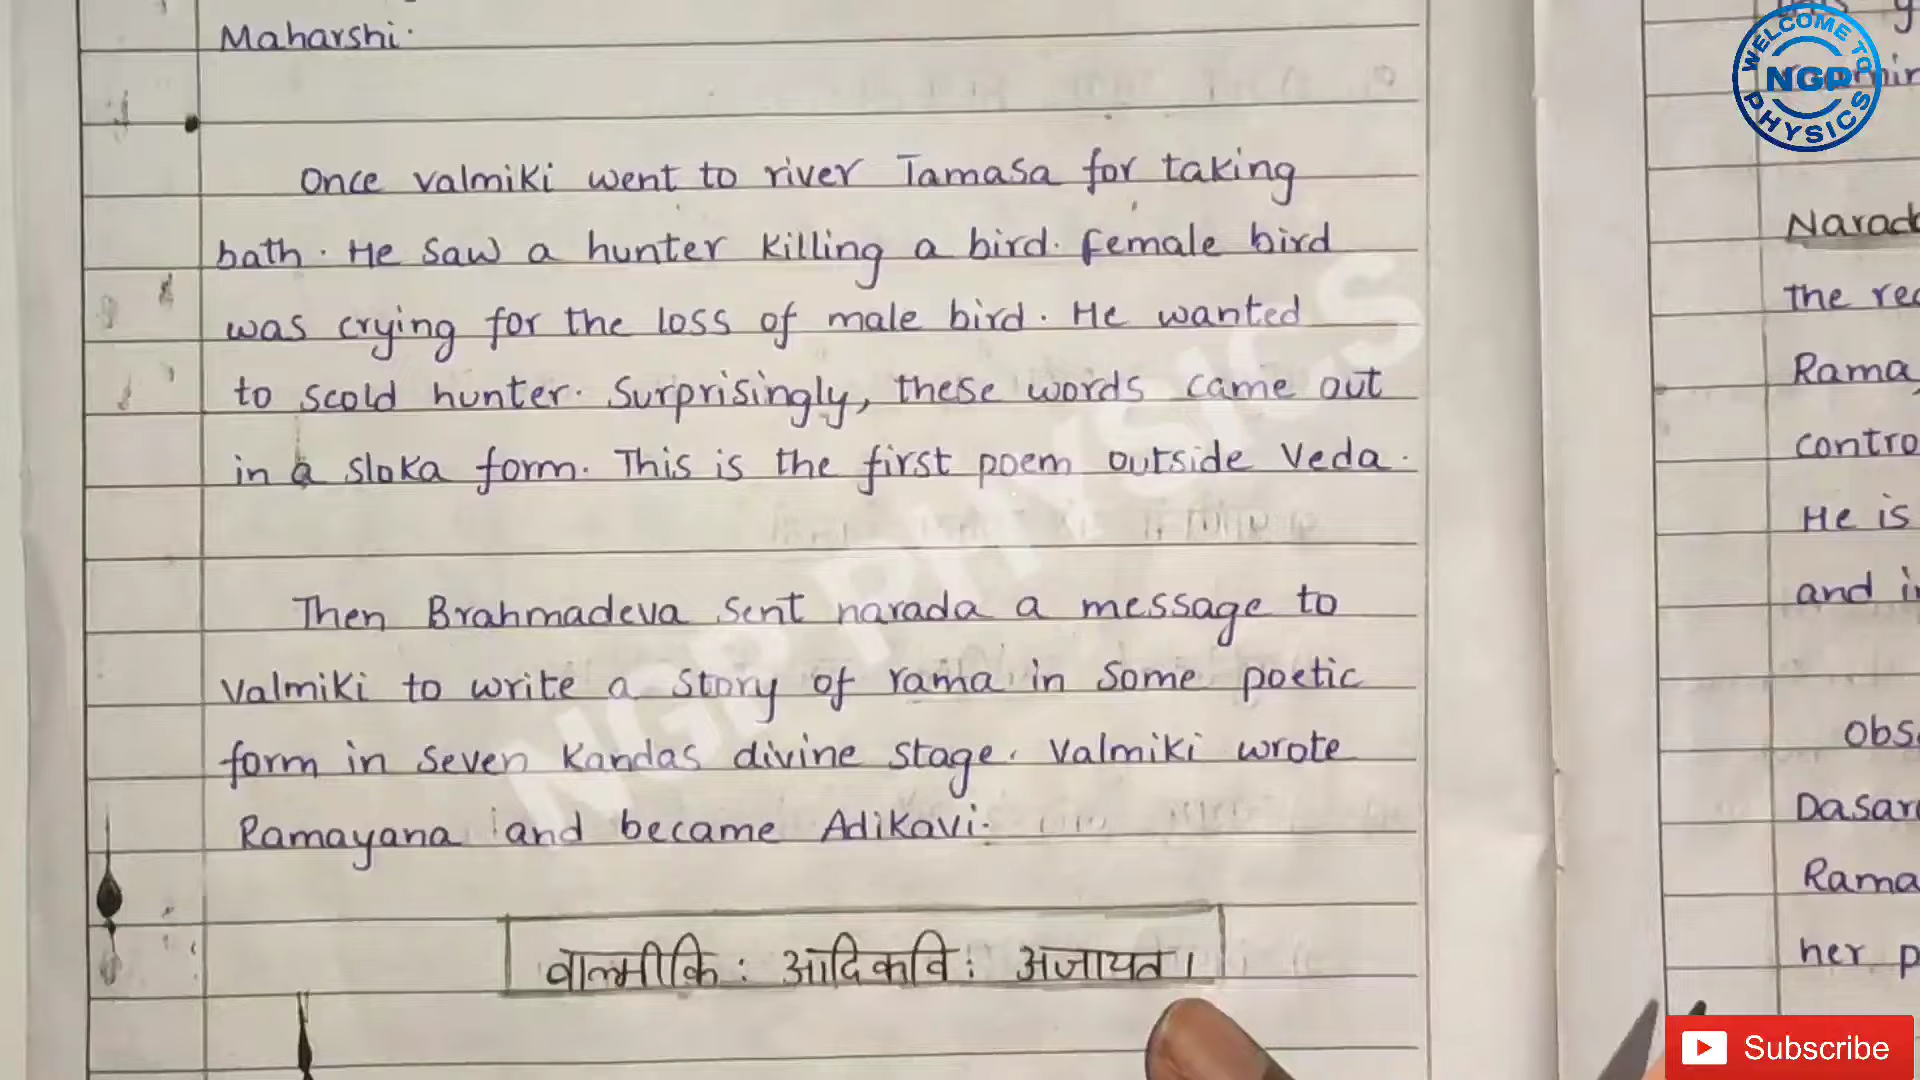 Maharshi.
Once valmiki went to river Tamasa for taking
bath. He saw a hunter killing a bird. Female bird
was crying for the loss of male bird. He wanted
to scold hunter. Surprisingly, these words came out
in a sloka form. This is the first poem outside Veda.
Then Brahmadeva sent narada a message to
Valmiki to write a story of rama in some poetic
form in seven Kandas divine stage. Valmiki wrote
Ramayana and became Adikavi.
वाल्मीकि: आदिकवि: अजायत।
Narad
the rec
Rama,
contro
He is
and i
Obs
Dasar
Rama
her p
WELCOME TO
NGP
PHYSICS
NGP PHYSICS
Subscribe